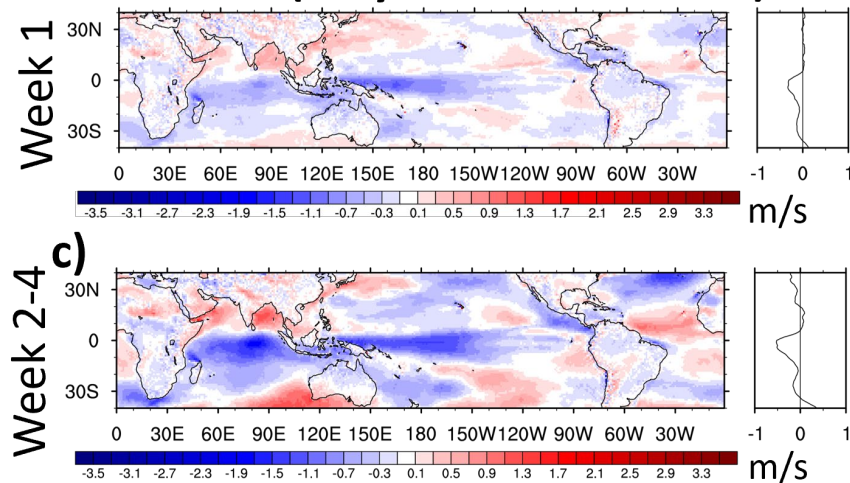 Week 1
30N
0
30S
0 30E 60E 90E 120E 150E 180 150W 120W 90W 60W 30W
-1 0 1
-3.5 -3.1 -2.7 -2.3 -1.9 -1.5 -1.1 -0.7 -0.3 0.1 0.5 0.9 1.3 1.7 2.1 2.5 2.9 3.3
m/s
c)
Week 2-4
30N
0
30S
0 30E 60E 90E 120E 150E 180 150W 120W 90W 60W 30W
-1 0 1
-3.5 -3.1 -2.7 -2.3 -1.9 -1.5 -1.1 -0.7 -0.3 0.1 0.5 0.9 1.3 1.7 2.1 2.5 2.9 3.3
m/s